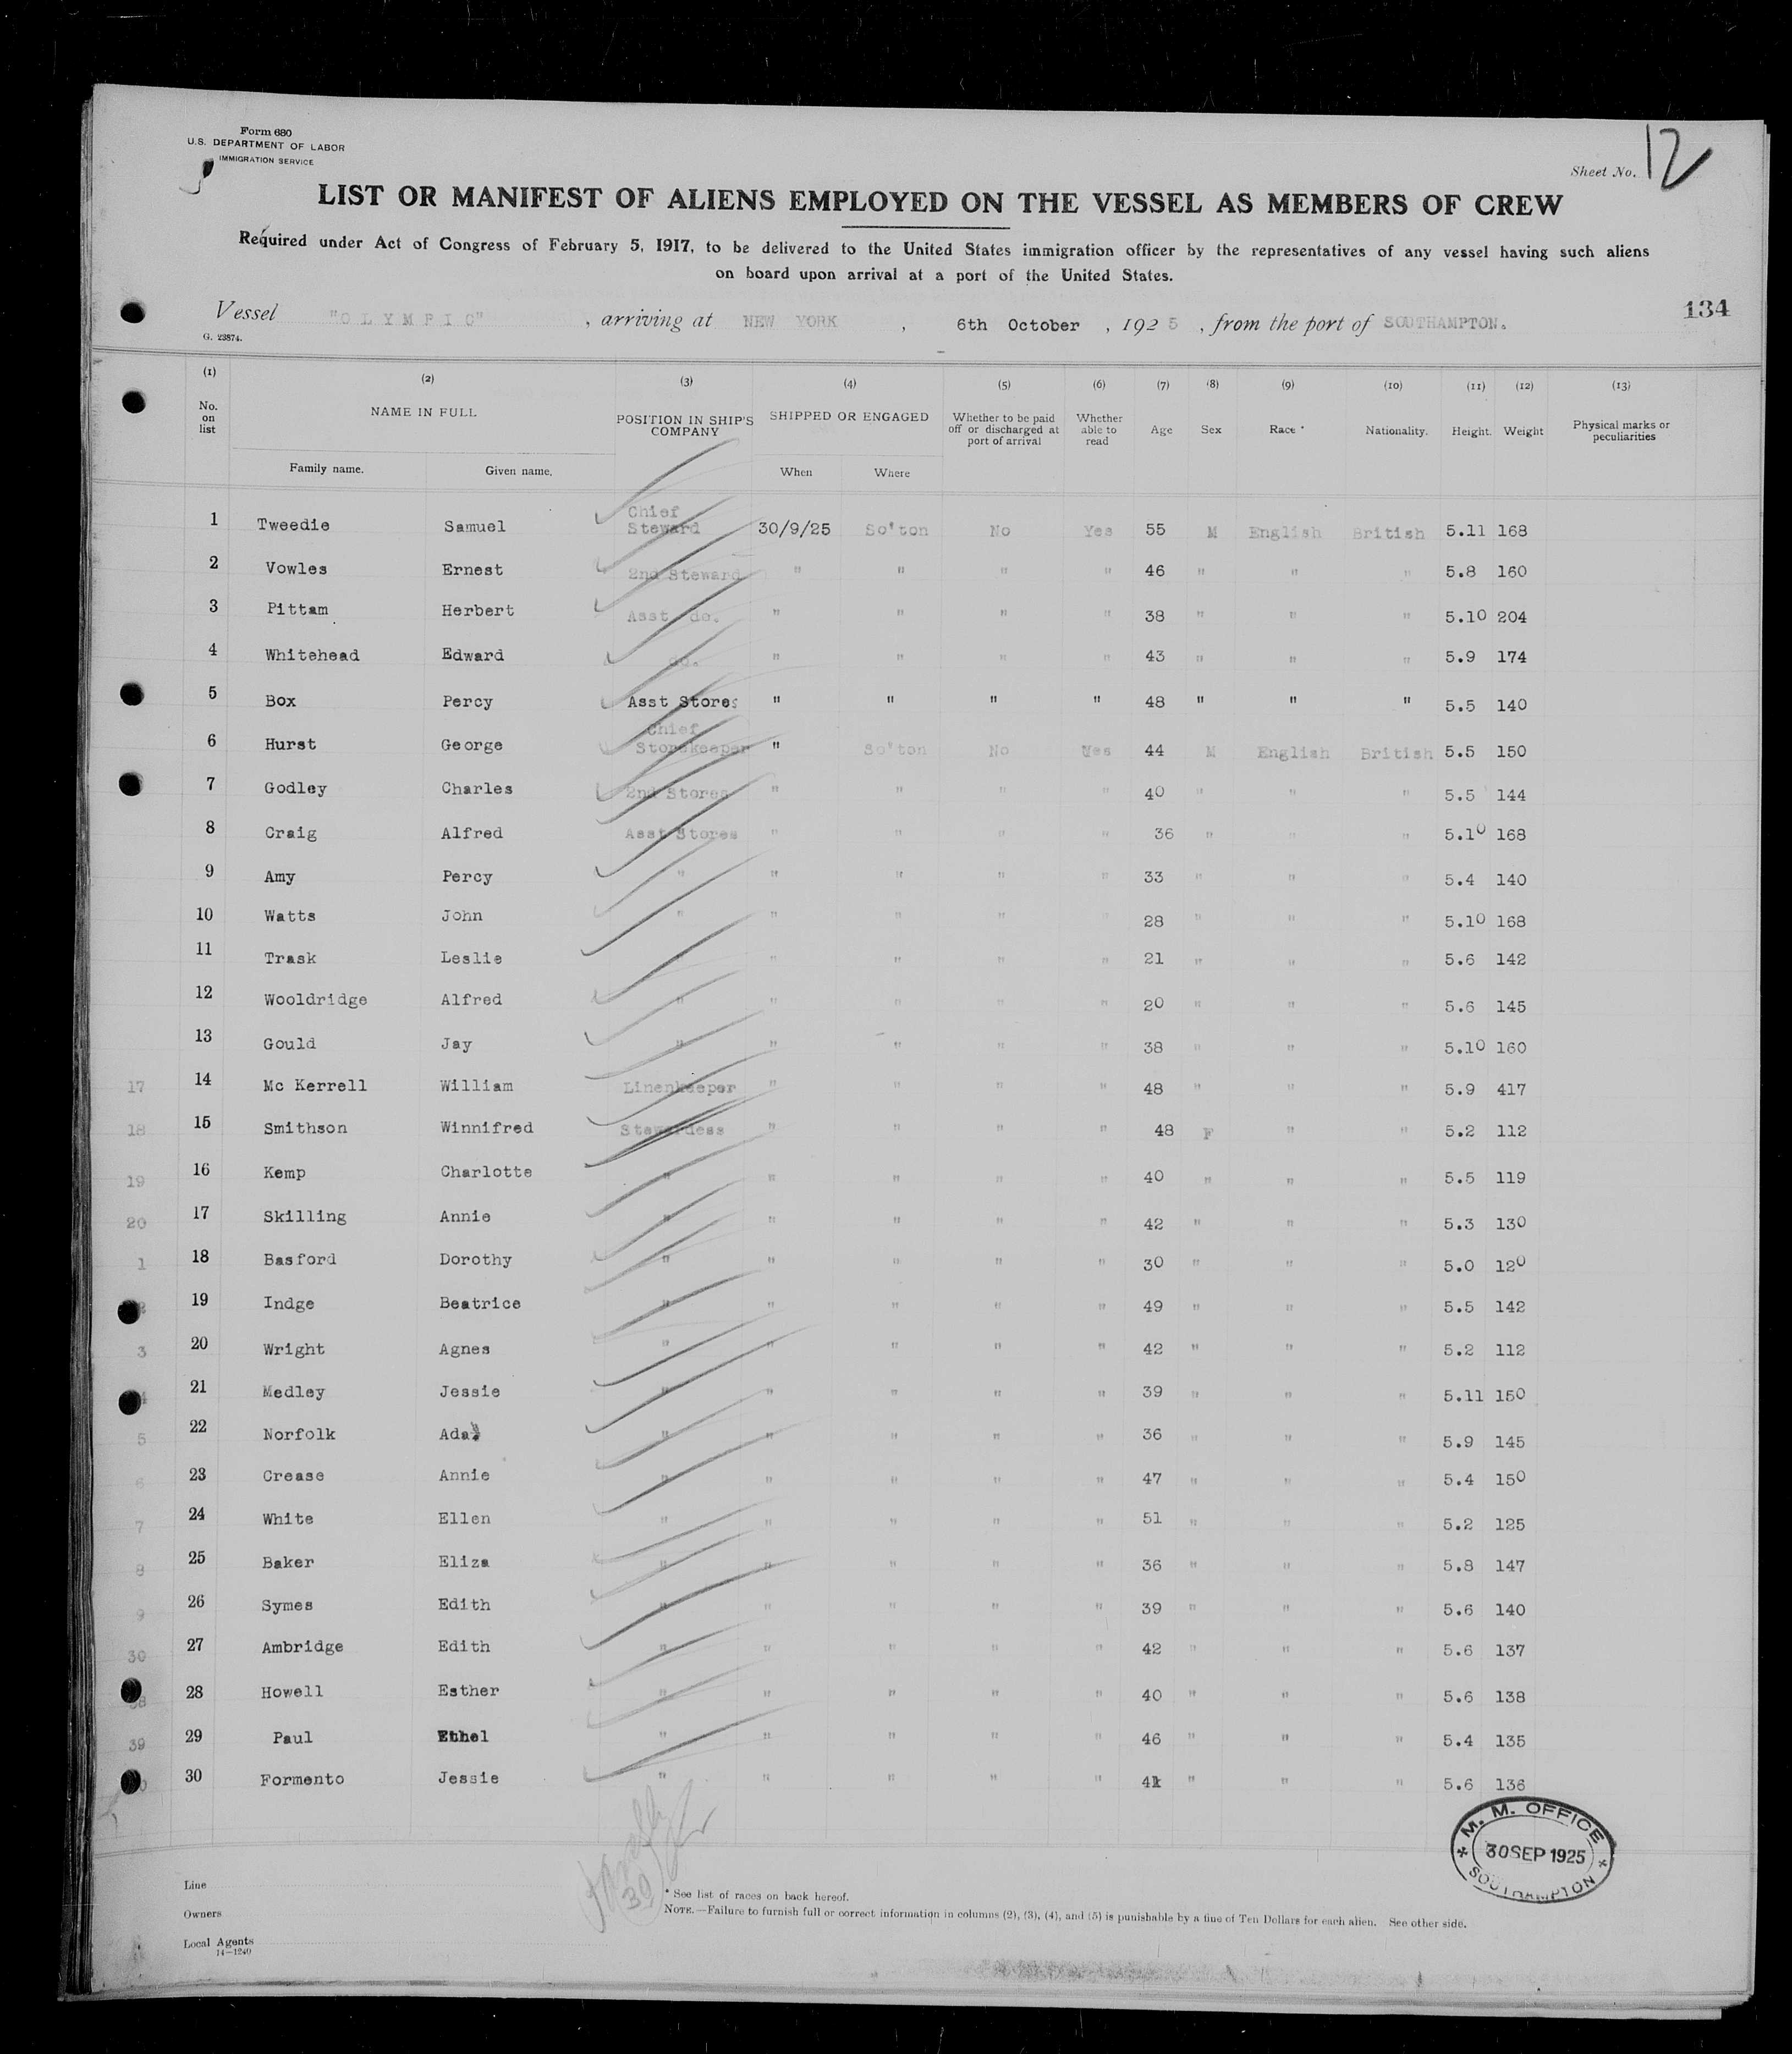 Form 680
U.S. DEPARTMENT OF LABOR
IMMIGRATION SERVICE
Sheet No. 12
LIST OR MANIFEST OF ALIENS EMPLOYED ON THE VESSEL AS MEMBERS OF CREW
Required under Act of Congress of February 5, 1917, to be delivered to the United States immigration officer by the representatives of any vessel having such aliens
on board upon arrival at a port of the United States.
134
Vessel "OLYMPIC", arriving at NEW YORK, 6th October, 1925, from the port of SOUTHAMPTON.
G. 23874.
(1) (2) (3) (4) (5) (6) (7) (8) (9) (10) (11) (12) (13)
No. on list NAME IN FULL POSITION IN SHIP'S COMPANY SHIPPED OR ENGAGED Whether to be paid off or discharged at port of arrival Whether able to read Age Sex Race * Nationality. Height. Weight Physical marks or peculiarities
Family name. Given name. When Where
1 Tweedie Samuel Chief Steward 30/9/25 So'ton No Yes 55 M English British 5.11 168
2 Vowles Ernest 2nd Steward " " " " 46 " " " 5.8 160
3 Pittam Herbert Asst do. " " " " 38 " " " 5.10 204
4 Whitehead Edward do. " " " " 43 " " " 5.9 174
5 Box Percy Asst Stores " " " " 48 " " " 5.5 140
6 Hurst George Chief Storekeeper " So'ton No Yes 44 M English British 5.5 150
7 Godley Charles 2nd Stores " " " " 40 " " " 5.5 144
8 Craig Alfred Asst Stores " " " " 36 " " " 5.10 168
9 Amy Percy " " " " " 33 " " " 5.4 140
10 Watts John " " " " 28 " " " 5.10 168
11 Trask Leslie " " " " 21 " " " 5.6 142
12 Wooldridge Alfred " " " " " 20 " " " 5.6 145
13 Gould Jay " " " " " 38 " " " 5.10 160
17 14 Mc Kerrell William Linenkeeper " " " " 48 " " " 5.9 417
18 15 Smithson Winnifred Stewardess " " " " 48 F " " 5.2 112
19 16 Kemp Charlotte " " " " " 40 " " " 5.5 119
20 17 Skilling Annie " " " " " 42 " " " 5.3 130
1 18 Basford Dorothy " " " " " 30 " " " 5.0 120
2 19 Indge Beatrice " " " " " 49 " " " 5.5 142
3 20 Wright Agnes " " " " " 42 " " " 5.2 112
4 21 Medley Jessie " " " " " 39 " " " 5.11 150
5 22 Norfolk Ada " " " " " 36 " " " 5.9 145
6 23 Crease Annie " " " " " 47 " " " 5.4 150
7 24 White Ellen " " " " " 51 " " " 5.2 125
8 25 Baker Eliza " " " " " 36 " " " 5.8 147
9 26 Symes Edith " " " " " 39 " " " 5.6 140
30 27 Ambridge Edith " " " " " 42 " " " 5.6 137
28 Howell Esther " " " " " 40 " " " 5.6 138
39 29 Paul Ethel " " " " " 46 " " " 5.4 135
30 Formento Jessie " " " " " 41 " " " 5.6 136
M. M. OFFICE
30 SEP 1925
SOUTHAMPTON
30
Line
Owners
Local Agents
14—1240
* See list of races on back hereof.
NOTE.—Failure to furnish full or correct information in columns (2), (3), (4), and (5) is punishable by a fine of Ten Dollars for each alien. See other side.